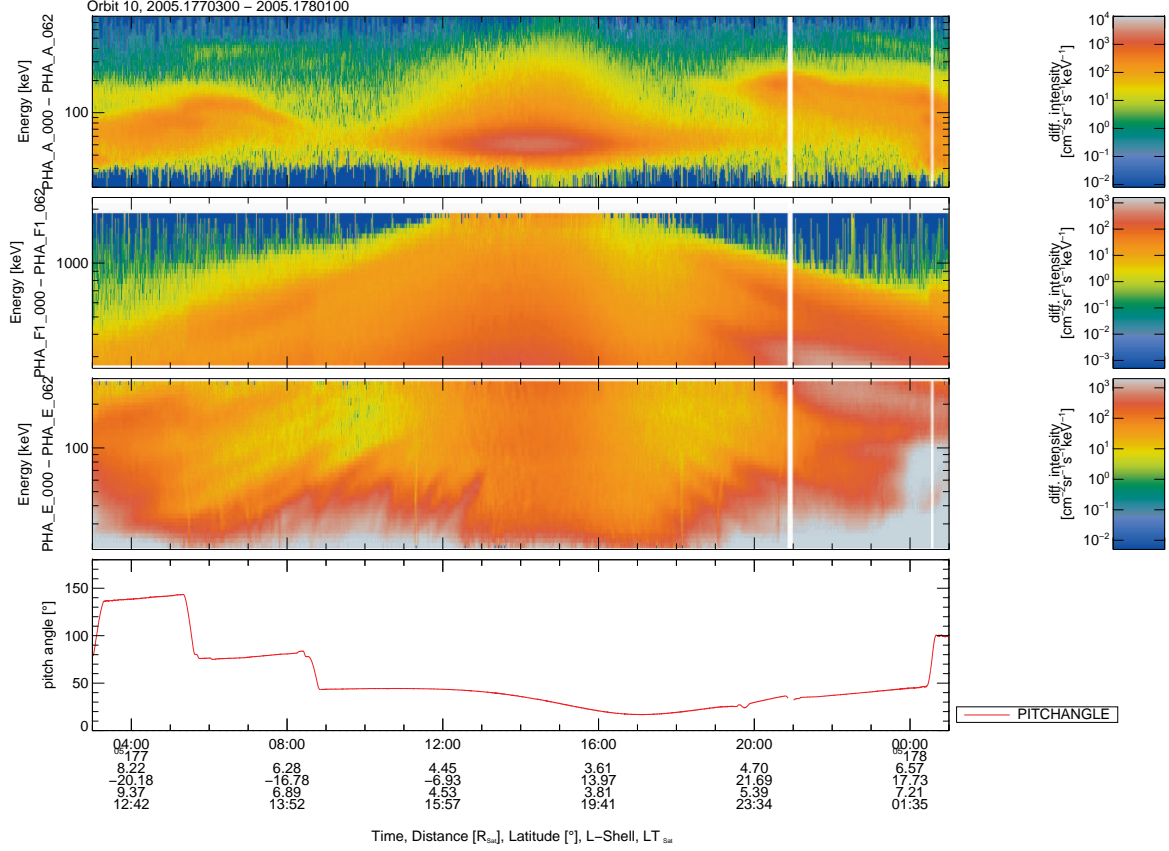 Orbit 10, 2005.1770300 − 2005.1780100
Energy [keV]
PHA_A_000 − PHA_A_062
100
diff. intensity
[cm⁻²sr⁻¹s⁻¹keV⁻¹]
10⁴
10³
10²
10¹
10⁰
10⁻¹
10⁻²
Energy [keV]
PHA_F1_000 − PHA_F1_062
1000
diff. intensity
[cm⁻²sr⁻¹s⁻¹keV⁻¹]
10³
10²
10¹
10⁰
10⁻¹
10⁻²
10⁻³
Energy [keV]
PHA_E_000 − PHA_E_062
100
diff. intensity
[cm⁻²sr⁻¹s⁻¹keV⁻¹]
10³
10²
10¹
10⁰
10⁻¹
10⁻²
pitch angle [°]
150
100
50
0
PITCHANGLE
04:00 08:00 12:00 16:00 20:00 00:00
05177 05178
8.22 6.28 4.45 3.61 4.70 6.57
−20.18 −16.78 −6.93 13.97 21.69 17.73
9.37 6.89 4.53 3.81 5.39 7.21
12:42 13:52 15:57 19:41 23:34 01:35
Time, Distance [R_Sat], Latitude [°], L−Shell, LT_Sat